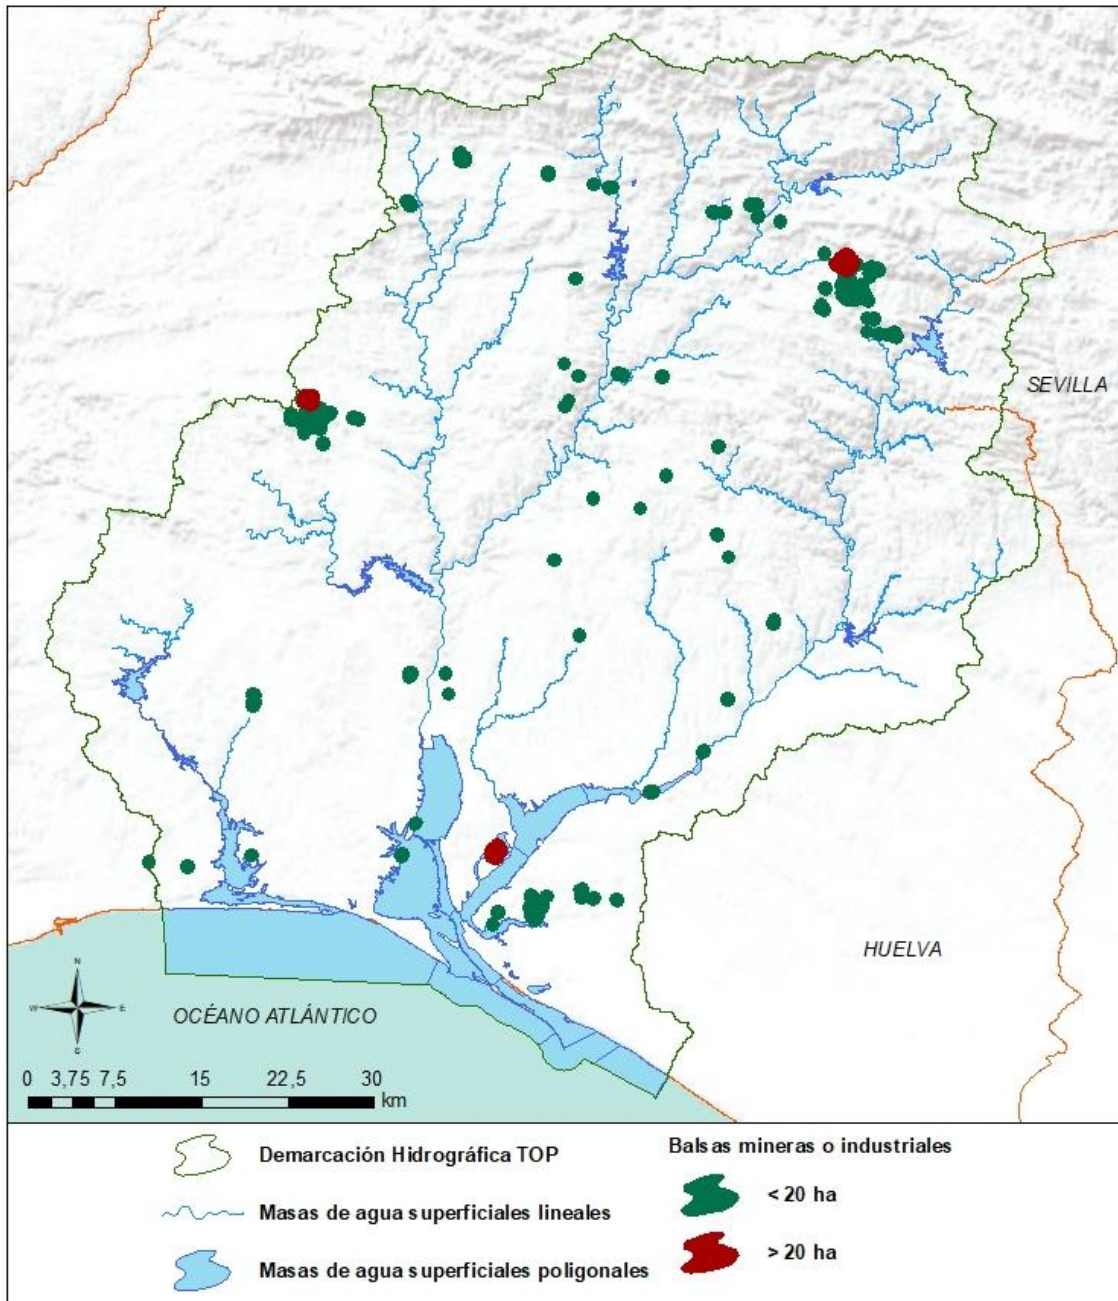 SEVILLA
HUELVA
OCÉANO ATLÁNTICO
N
W E
S
0 3,75 7,5 15 22,5 30
km
Demarcación Hidrográfica TOP
Masas de agua superficiales lineales
Masas de agua superficiales poligonales
Balsas mineras o industriales
< 20 ha
> 20 ha